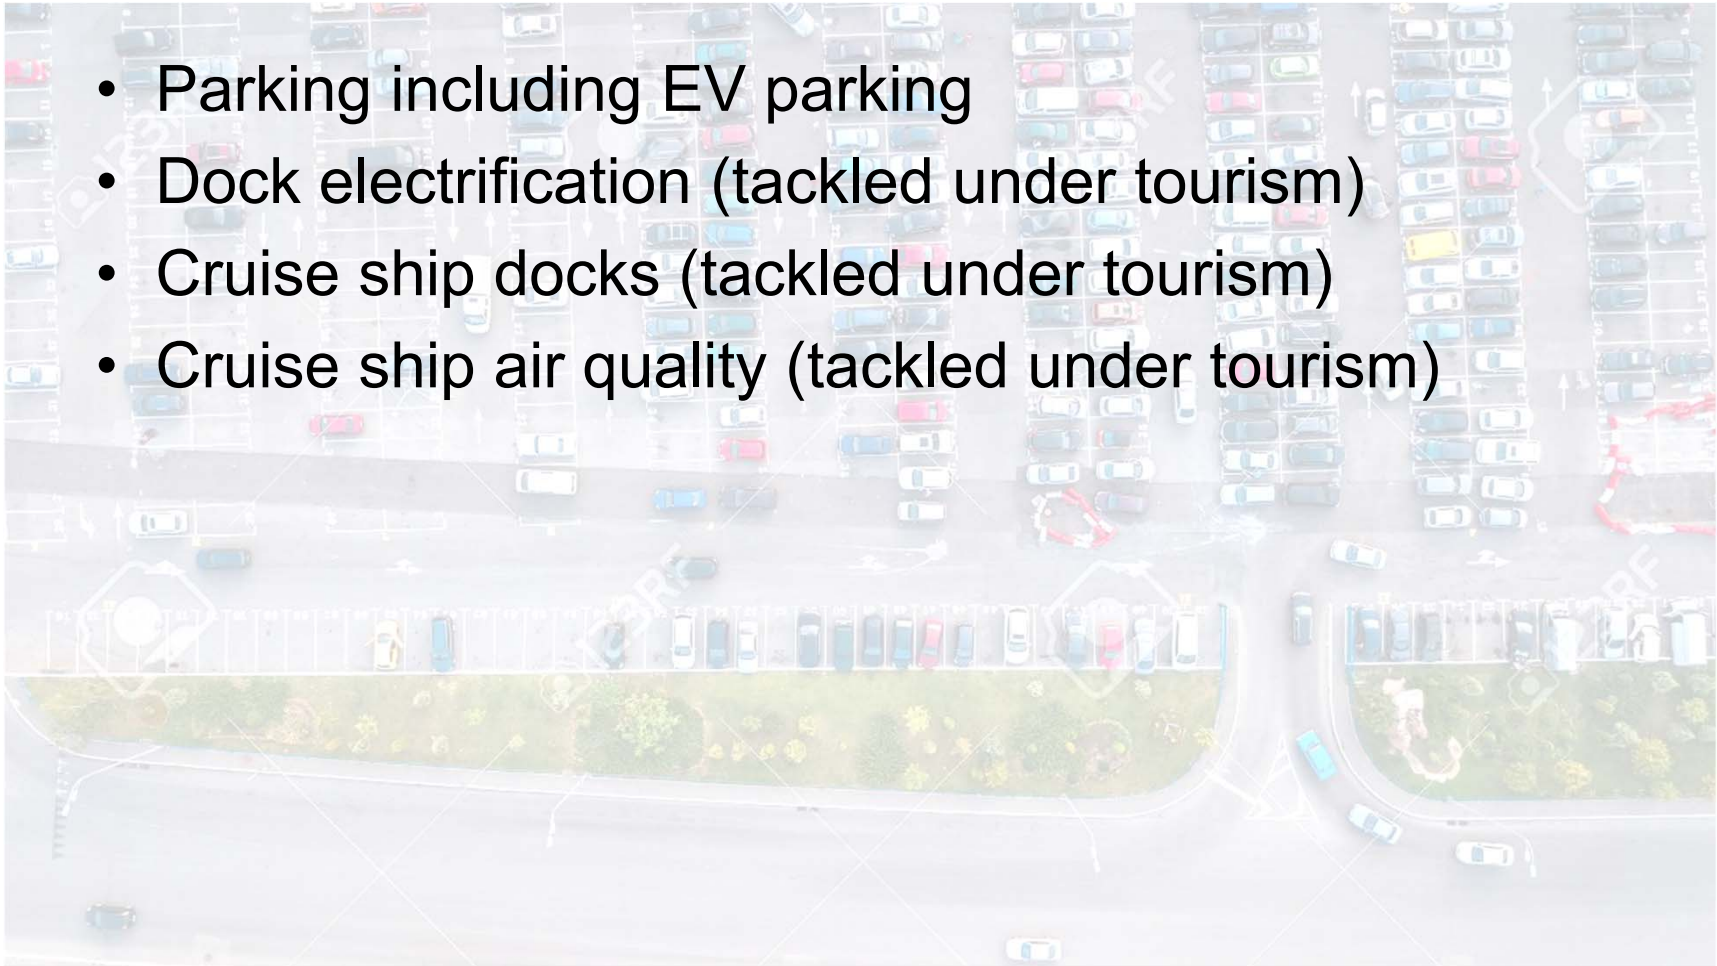 • Parking including EV parking
• Dock electrification (tackled under tourism)
• Cruise ship docks (tackled under tourism)
• Cruise ship air quality (tackled under tourism)